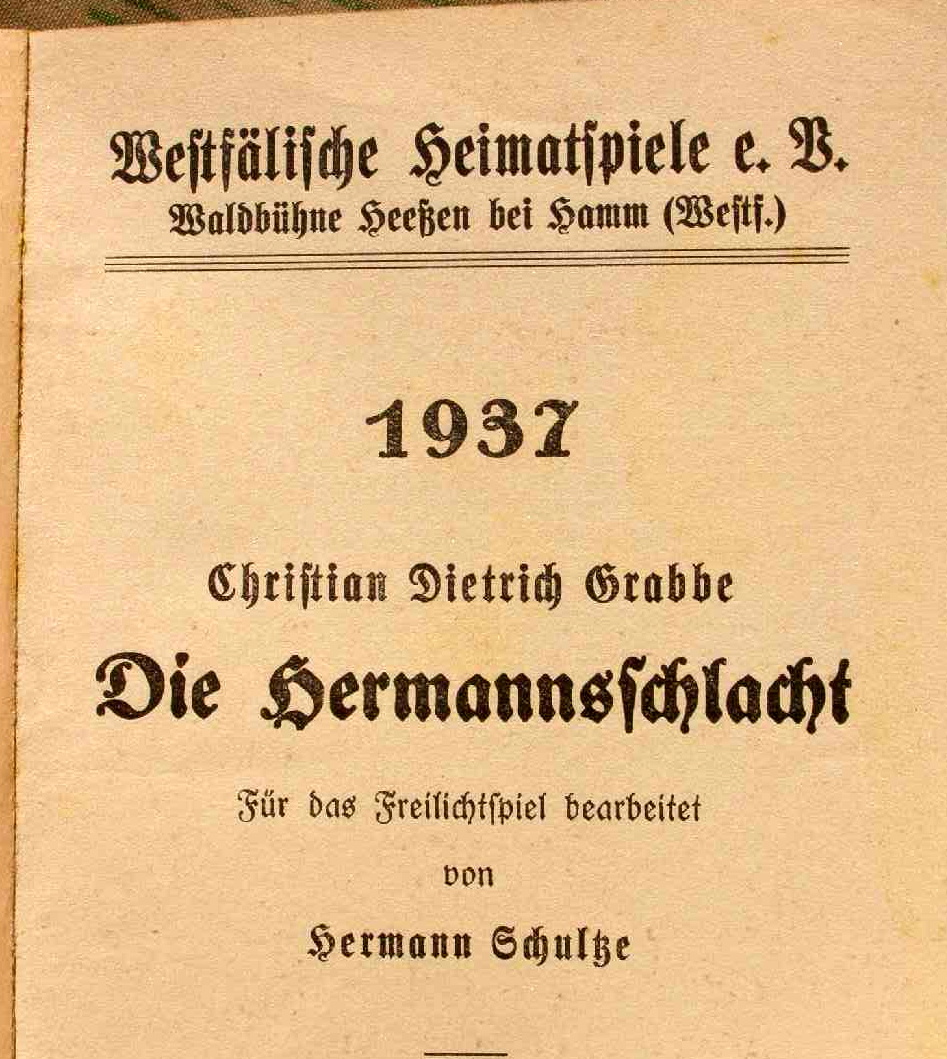 Westfälische Heimatspiele e. V.
Waldbühne Heeßen bei Hamm (Westf.)
1937
Christian Dietrich Grabbe
Die Hermannsschlacht
Für das Freilichtspiel bearbeitet
von
Hermann Schultze